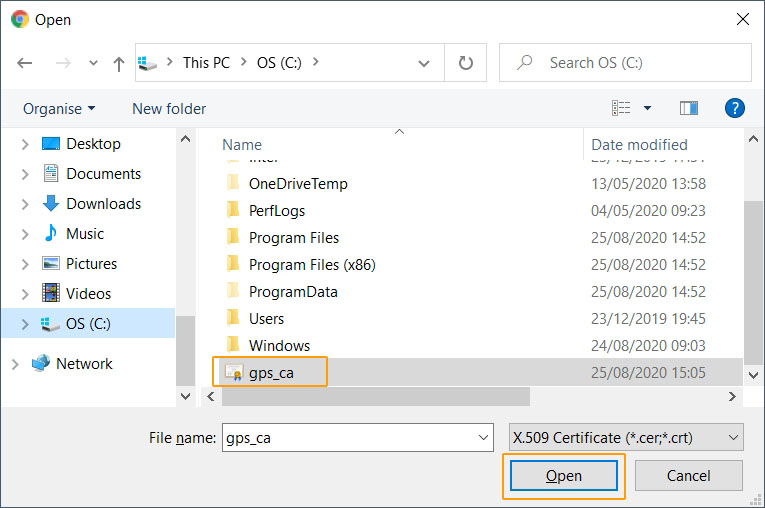 Open
This PC OS (C:) Search OS (C:)
Organise New folder ?
Name Date modified
Desktop
Documents OneDriveTemp 13/05/2020 13:58
Downloads PerfLogs 04/05/2020 09:23
Music Program Files 25/08/2020 14:52
Pictures Program Files (x86) 25/08/2020 14:52
Videos ProgramData 25/08/2020 14:52
OS (C:) Users 23/12/2019 19:45
Windows 24/08/2020 09:03
Network gps_ca 25/08/2020 15:05
File name: gps_ca X.509 Certificate (*.cer;*.crt)
Open Cancel